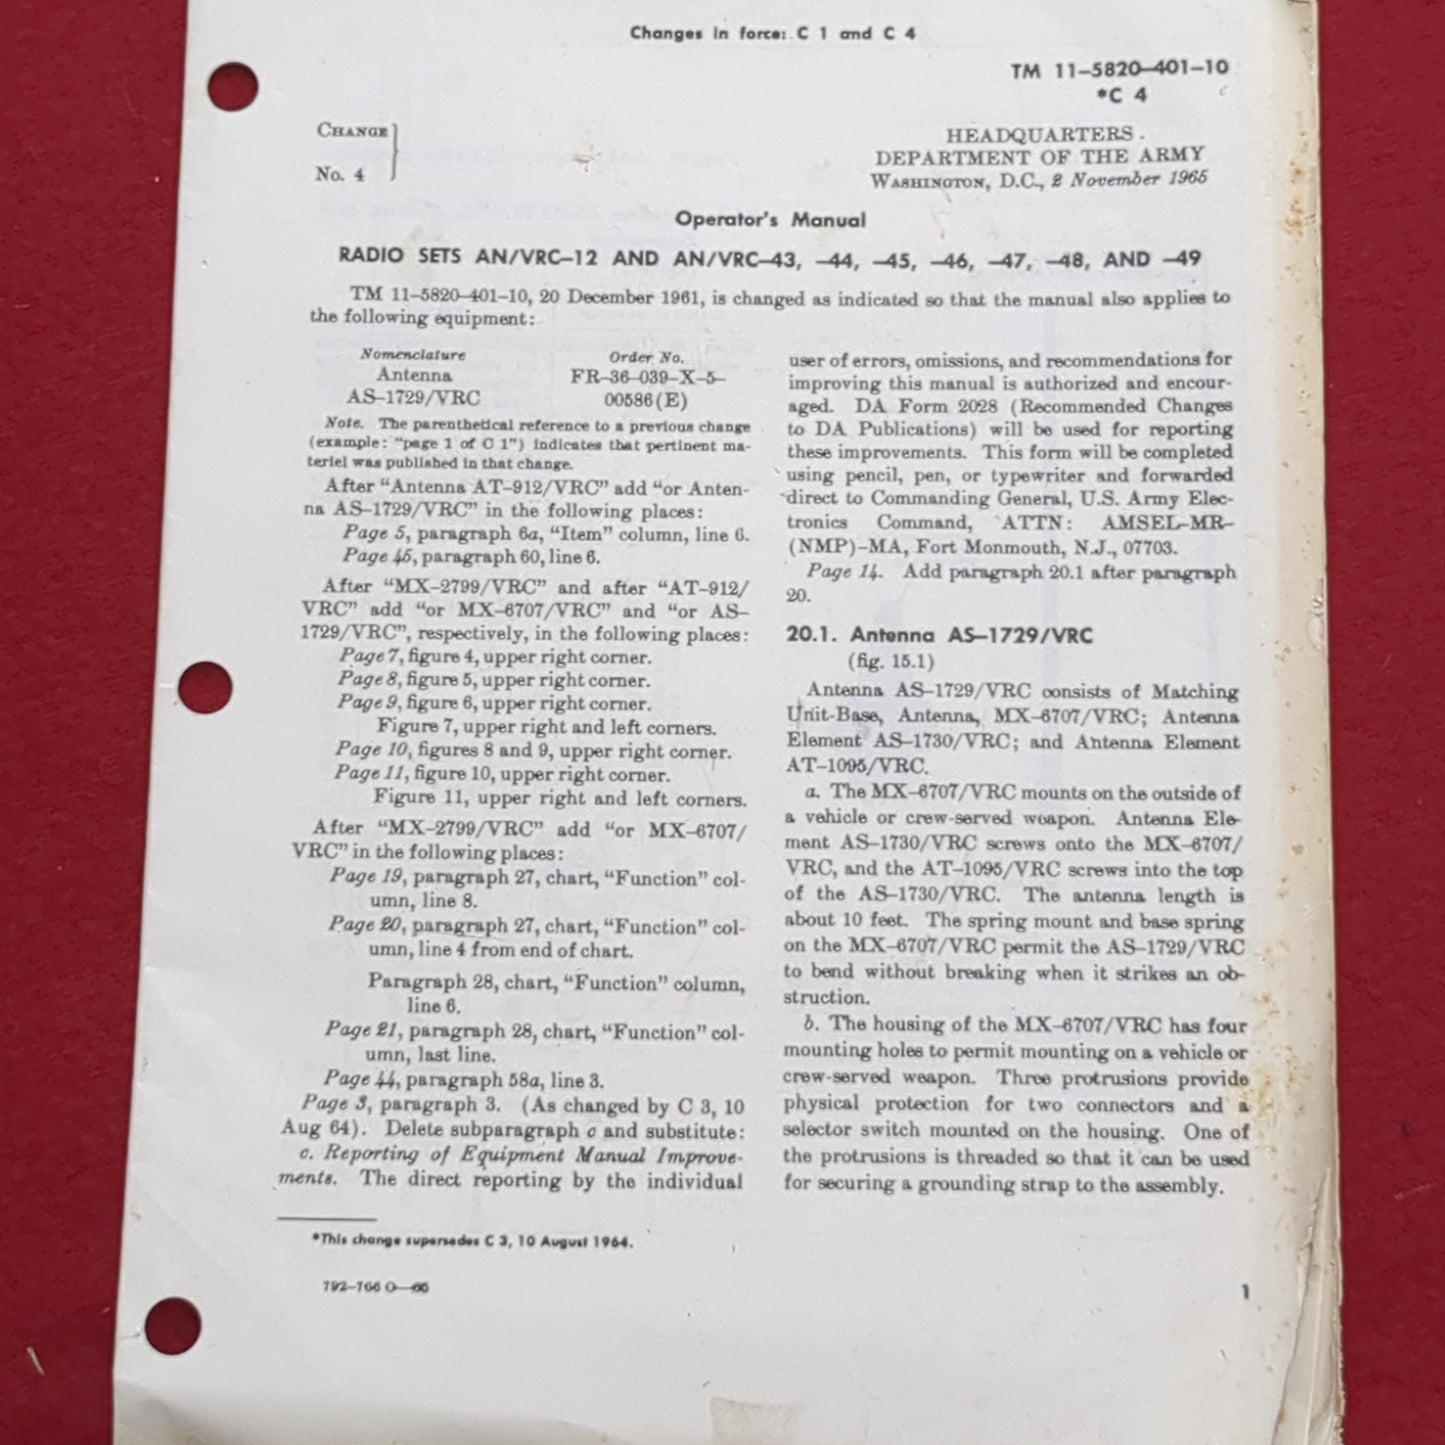 Changes in force: C 1 and C 4
TM 11–5820–401–10
*C 4
CHANGE
No. 4
HEADQUARTERS
DEPARTMENT OF THE ARMY
WASHINGTON, D.C., 2 November 1965
Operator's Manual
RADIO SETS AN/VRC–12 AND AN/VRC–43, –44, –45, –46, –47, –48, AND –49
TM 11–5820–401–10, 20 December 1961, is changed as indicated so that the manual also applies to
the following equipment:
Nomenclature Order No.
Antenna FR–36–039–X–5–
AS–1729/VRC 00586(E)
Note. The parenthetical reference to a previous change
(example: "page 1 of C 1") indicates that pertinent ma-
teriel was published in that change.
After "Antenna AT–912/VRC" add "or Anten-
na AS–1729/VRC" in the following places:
Page 5, paragraph 6a, "Item" column, line 6.
Page 45, paragraph 60, line 6.
After "MX–2799/VRC" and after "AT–912/
VRC" add "or MX–6707/VRC" and "or AS–
1729/VRC", respectively, in the following places:
Page 7, figure 4, upper right corner.
Page 8, figure 5, upper right corner.
Page 9, figure 6, upper right corner.
Figure 7, upper right and left corners.
Page 10, figures 8 and 9, upper right corner.
Page 11, figure 10, upper right corner.
Figure 11, upper right and left corners.
After "MX–2799/VRC" add "or MX–6707/
VRC" in the following places:
Page 19, paragraph 27, chart, "Function" col-
umn, line 8.
Page 20, paragraph 27, chart, "Function" col-
umn, line 4 from end of chart.
Paragraph 28, chart, "Function" column,
line 6.
Page 21, paragraph 28, chart, "Function" col-
umn, last line.
Page 44, paragraph 58a, line 3.
Page 3, paragraph 3. (As changed by C 3, 10
Aug 64). Delete subparagraph c and substitute:
c. Reporting of Equipment Manual Improve-
ments. The direct reporting by the individual
user of errors, omissions, and recommendations for
improving this manual is authorized and encour-
aged. DA Form 2028 (Recommended Changes
to DA Publications) will be used for reporting
these improvements. This form will be completed
using pencil, pen, or typewriter and forwarded
direct to Commanding General, U.S. Army Elec-
tronics Command, ATTN: AMSEL–MR–
(NMP)–MA, Fort Monmouth, N.J., 07703.
Page 14. Add paragraph 20.1 after paragraph
20.
20.1. Antenna AS–1729/VRC
(fig. 15.1)
Antenna AS–1729/VRC consists of Matching
Unit-Base, Antenna, MX–6707/VRC; Antenna
Element AS–1730/VRC; and Antenna Element
AT–1095/VRC.
a. The MX–6707/VRC mounts on the outside of
a vehicle or crew-served weapon. Antenna Ele-
ment AS–1730/VRC screws onto the MX–6707/
VRC, and the AT–1095/VRC screws into the top
of the AS–1730/VRC. The antenna length is
about 10 feet. The spring mount and base spring
on the MX–6707/VRC permit the AS–1729/VRC
to bend without breaking when it strikes an ob-
struction.
b. The housing of the MX–6707/VRC has four
mounting holes to permit mounting on a vehicle or
crew-served weapon. Three protrusions provide
physical protection for two connectors and a
selector switch mounted on the housing. One of
the protrusions is threaded so that it can be used
for securing a grounding strap to the assembly.
*This change supersedes C 3, 10 August 1964.
792–766 O—65
1